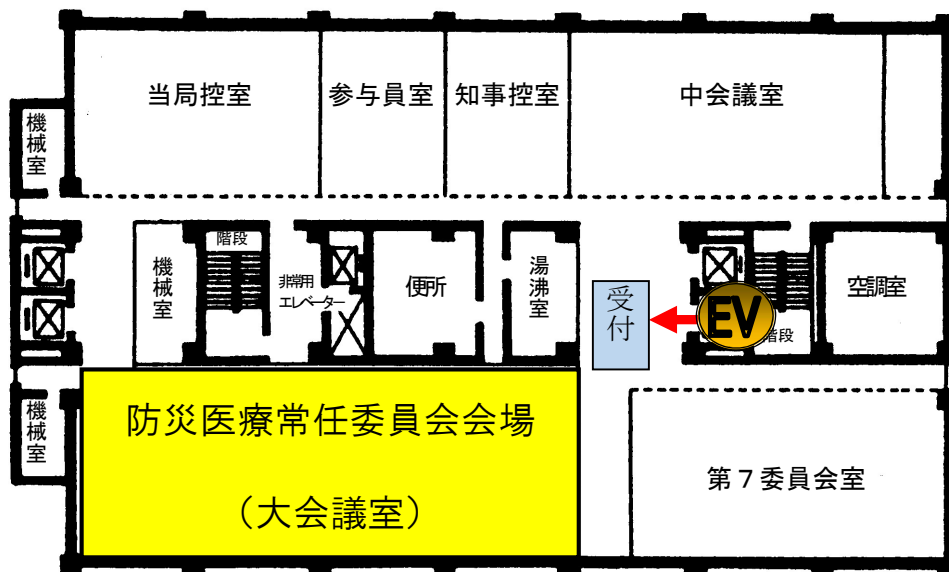 当局控室
参与員室
知事控室
中会議室
機械室
階段
機械室
非常用
エレベーター
便所
湯沸室
受付
EV
階段
空調室
機械室
防災医療常任委員会会場
（大会議室）
第７委員会室